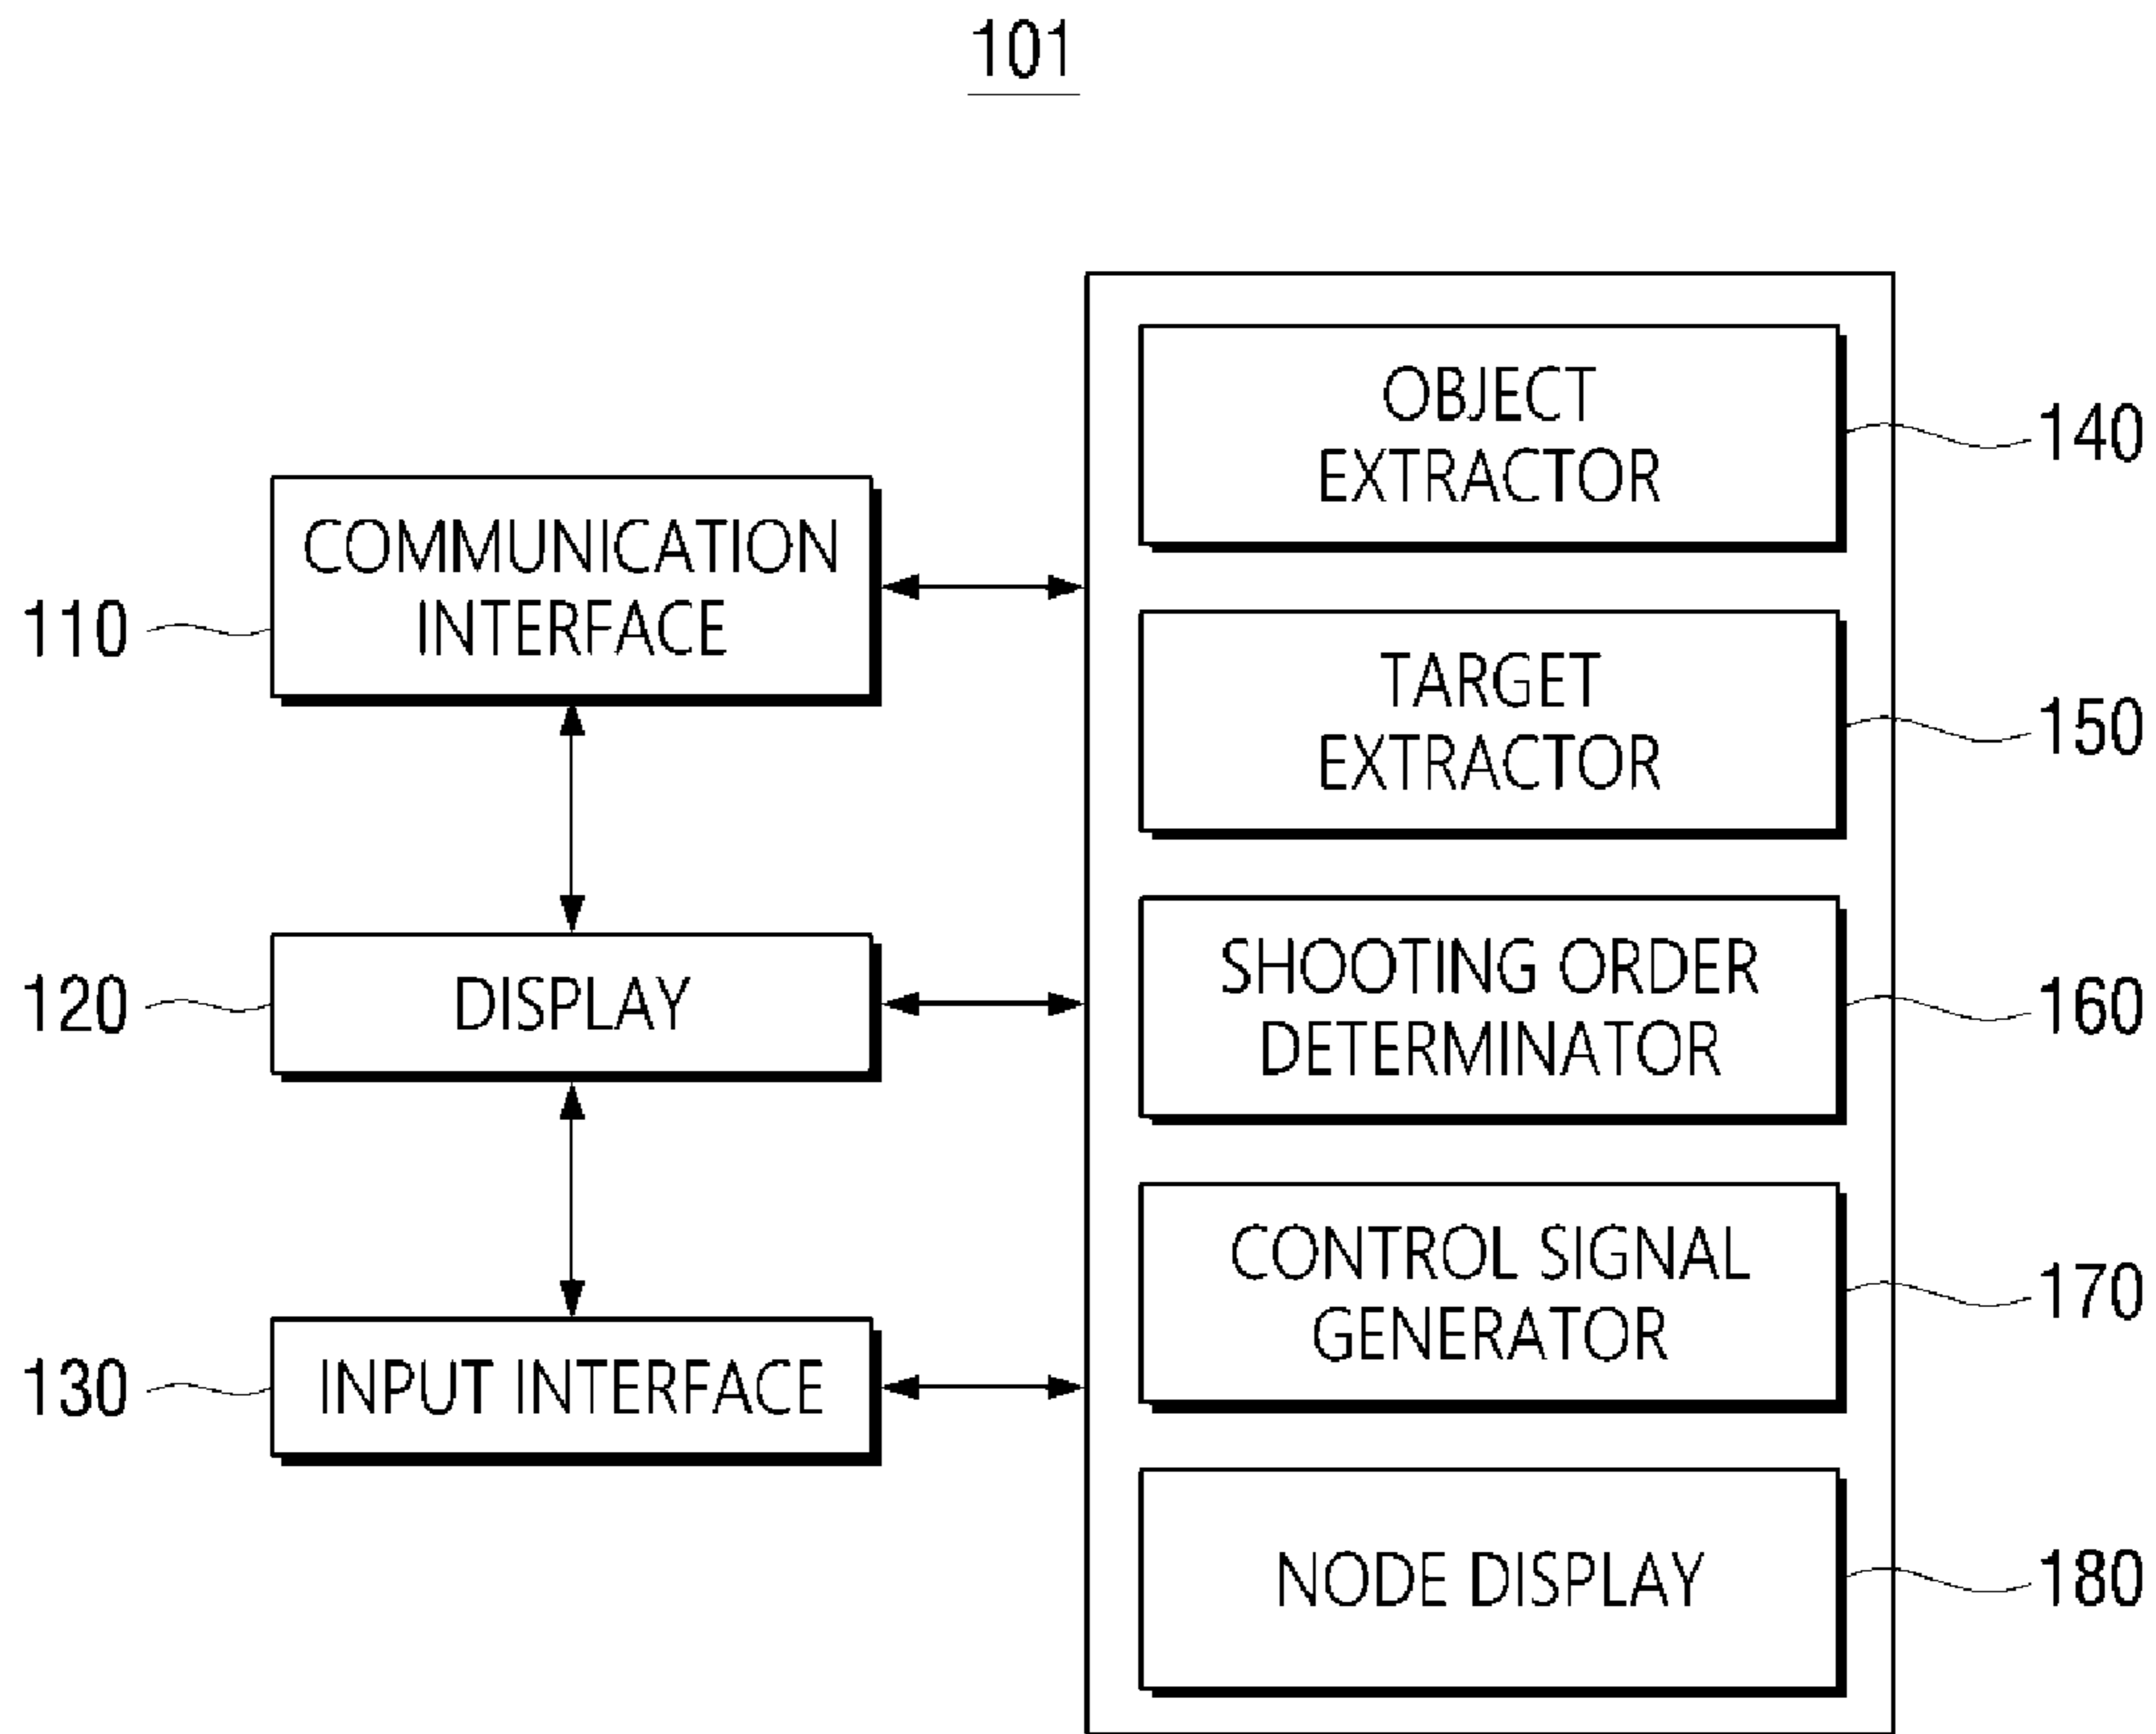 101
COMMUNICATION
INTERFACE
110
DISPLAY
120
INPUT INTERFACE
130
OBJECT
EXTRACTOR
140
TARGET
EXTRACTOR
150
SHOOTING ORDER
DETERMINATOR
160
CONTROL SIGNAL
GENERATOR
170
NODE DISPLAY
180